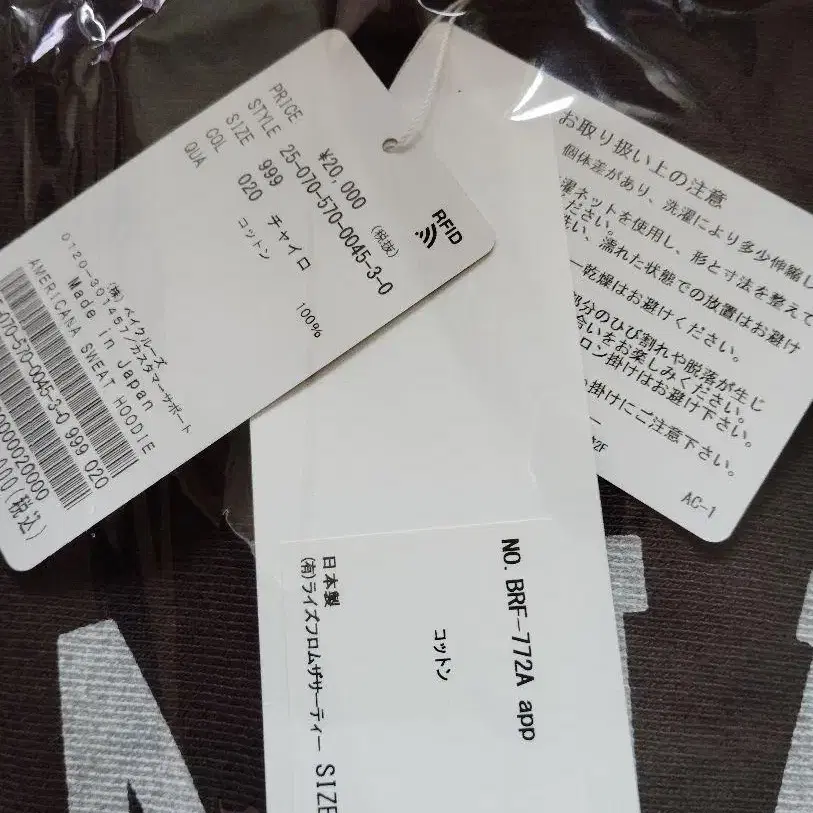 PRICE ¥20,000 (税抜)
STYLE 25-070-570-0045-3-0
SIZE 999
COL 020 チャイロ
QUA コットン 100%
RFID
(株)ベイクルーズ
0120-301457/カスタマーサポート
Made in Japan
AMERICANA SWEAT HOODIE
-070-570-0045-3-0 999 020
000020000
,000(税込)
お取り扱い上の注意
個体差があり、洗濯により多少伸縮し
濯ネットを使用し、形と寸法を整えて
ださい。
い、濡れた状態での放置はお避け
ー乾燥はお避けください。
部分のひび割れや脱落が生じ
合いをお楽しみください。
ロン掛けはお避け下さい。
掛けにご注意下さい。
AC-1
NO. BRF-772A app
コットン
日本製
(有)ライズフロムザサーティー SIZE